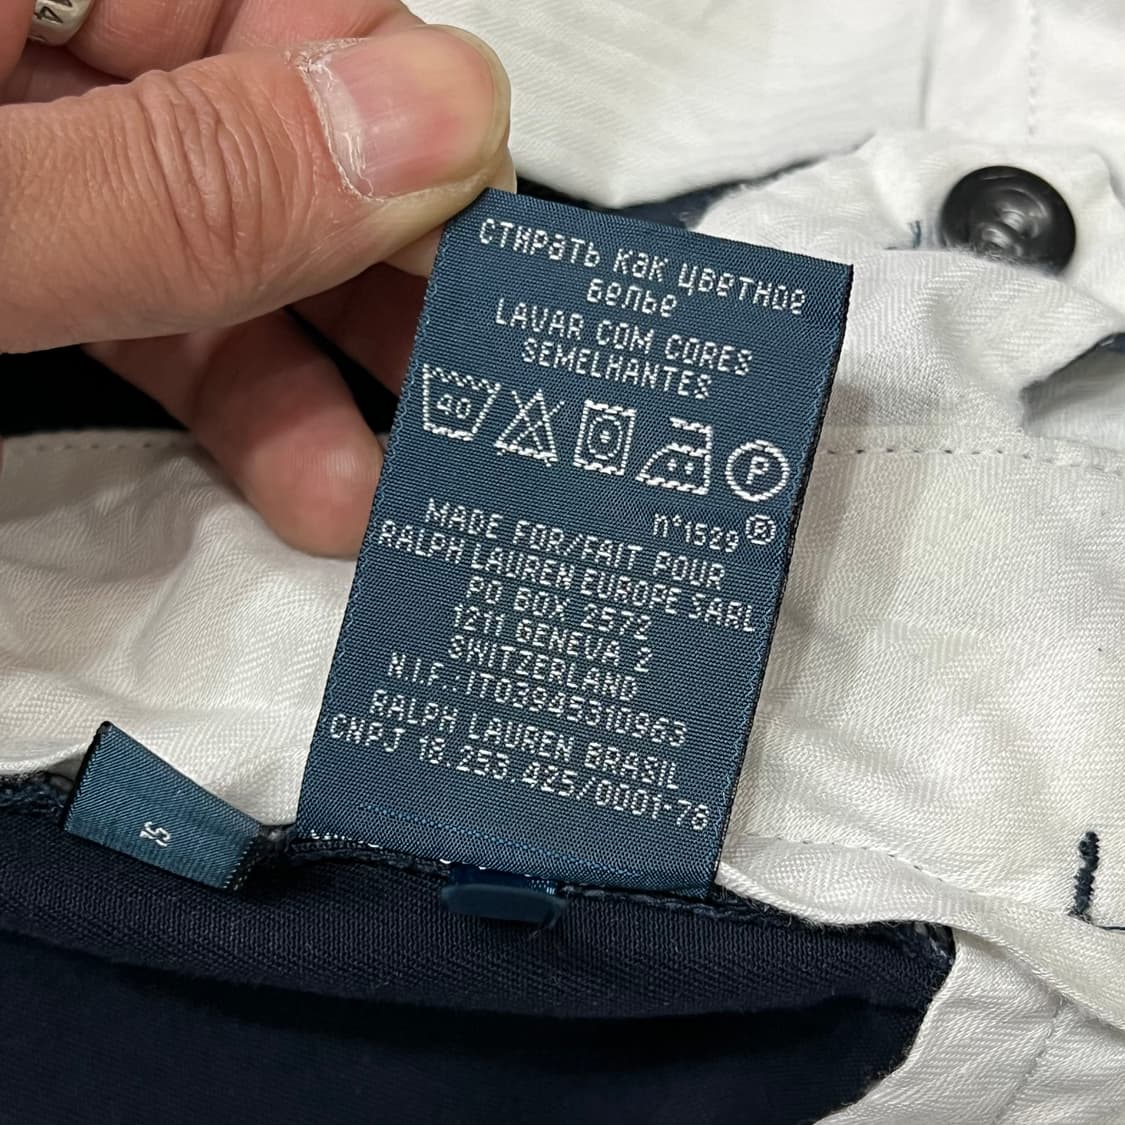 стирать как цветное
белье
LAVAR COM CORES
SEMELHANTES
40
P
n°1529®
MADE FOR/FAIT POUR
RALPH LAUREN EUROPE SARL
PO BOX 2572
1211 GENEVA 2
SWITZERLAND
N.I.F.:IT03945310963
RALPH LAUREN BRASIL
CNPJ 16.253.425/0001-78